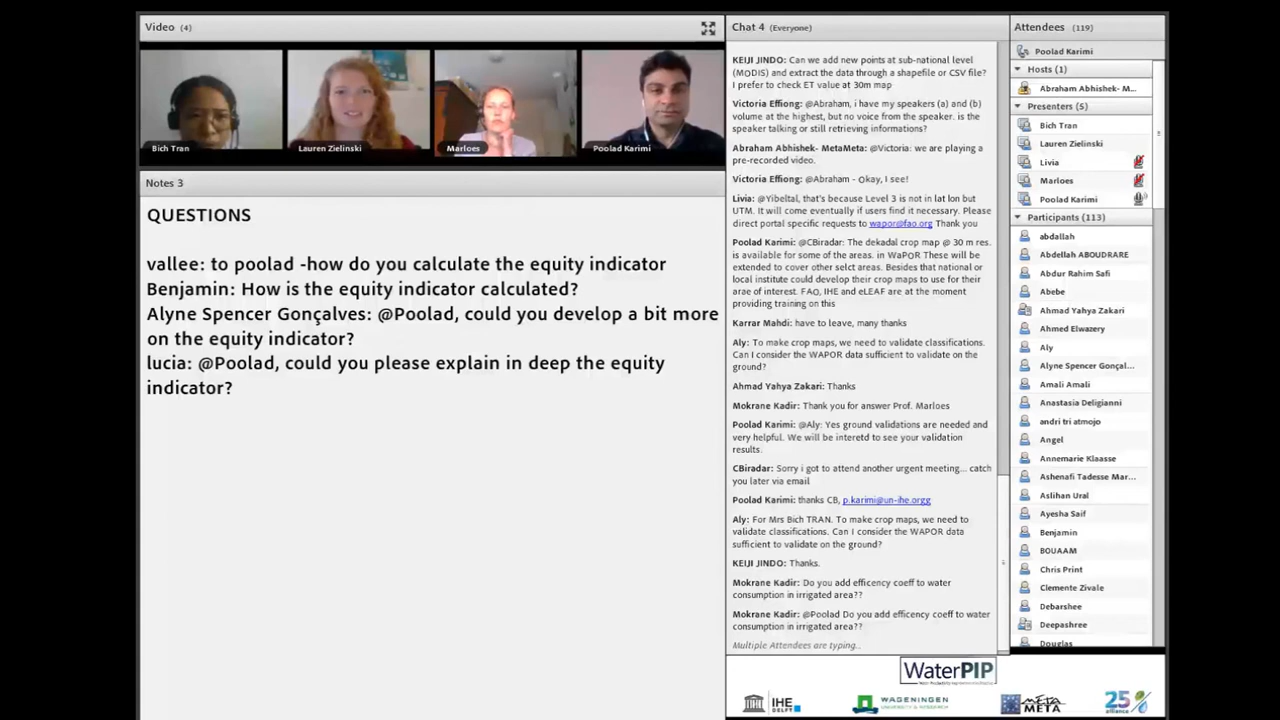 Video (4)
Bich Tran
Lauren Zielinski
Marloes
Poolad Karimi
Notes 3
QUESTIONS
vallee: to poolad -how do you calculate the equity indicator
Benjamin: How is the equity indicator calculated?
Alyne Spencer Gonçalves: @Poolad, could you develop a bit more
on the equity indicator?
lucia: @Poolad, could you please explain in deep the equity
indicator?
Chat 4 (Everyone)
KEIJI JINDO: Can we add new points at sub-national level
(MODIS) and extract the data through a shapefile or CSV file?
I prefer to check ET value at 30m map
Victoria Effiong: @Abraham, i have my speakers (a) and (b)
volume at the highest, but no voice from the speaker. is the
speaker talking or still retrieving informations?
Abraham Abhishek- MetaMeta: @Victoria: we are playing a
pre-recorded video.
Victoria Effiong: @Abraham - Okay, I see!
Livia: @Yibeltal, that's because Level 3 is not in lat lon but
UTM. It will come eventually if users find it necessary. Please
direct portal specific requests to wapor@fao.org Thank you
Poolad Karimi: @CBiradar: The dekadal crop map @ 30 m res.
is available for some of the areas. in WaPOR These will be
extended to cover other selct areas. Besides that national or
local institute could develop their crop maps to use for their
arae of interest. FAO, IHE and eLEAF are at the moment
providing training on this
Karrar Mahdi: have to leave, many thanks
Aly: To make crop maps, we need to validate classifications.
Can I consider the WAPOR data sufficient to validate on the
ground?
Ahmad Yahya Zakari: Thanks
Mokrane Kadir: Thank you for answer Prof. Marloes
Poolad Karimi: @Aly: Yes ground validations are needed and
very helpful. We will be interetd to see your validation
results.
CBiradar: Sorry i got to attend another urgent meeting... catch
you later via email
Poolad Karimi: thanks CB, p.karimi@un-ihe.orgg
Aly: For Mrs Bich TRAN. To make crop maps, we need to
validate classifications. Can I consider the WAPOR data
sufficient to validate on the ground?
KEIJI JINDO: Thanks.
Mokrane Kadir: Do you add efficency coeff to water
consumption in irrigated area??
Mokrane Kadir: @Poolad Do you add efficency coeff to water
consumption in irrigated area??
Multiple Attendees are typing..
Attendees (119)
Poolad Karimi
Hosts (1)
Abraham Abhishek- M...
Presenters (5)
Bich Tran
Lauren Zielinski
Livia
Marloes
Poolad Karimi
Participants (113)
abdallah
Abdellah ABOUDRARE
Abdur Rahim Safi
Abebe
Ahmad Yahya Zakari
Ahmed Elwazery
Aly
Alyne Spencer Gonçal...
Amali Amali
Anastasia Deligianni
andri tri atmojo
Angel
Annemarie Klaasse
Ashenafi Tadesse Mar...
Aslihan Ural
Ayesha Saif
Benjamin
BOUAAM
Chris Print
Clemente Zivale
Debarshee
Deepashree
Douglas
WaterPIP
IHE
DELFT
WAGENINGEN
META
META
25
alliance